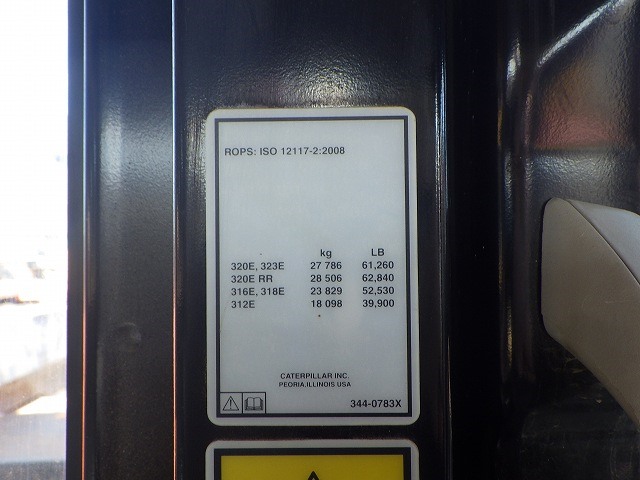 ROPS: ISO 12117-2:2008
kg LB
320E, 323E 27 786 61,260
320E RR 28 506 62,840
316E, 318E 23 829 52,530
312E 18 098 39,900
CATERPILLAR INC.
PEORIA,ILLINOIS USA
344-0783X